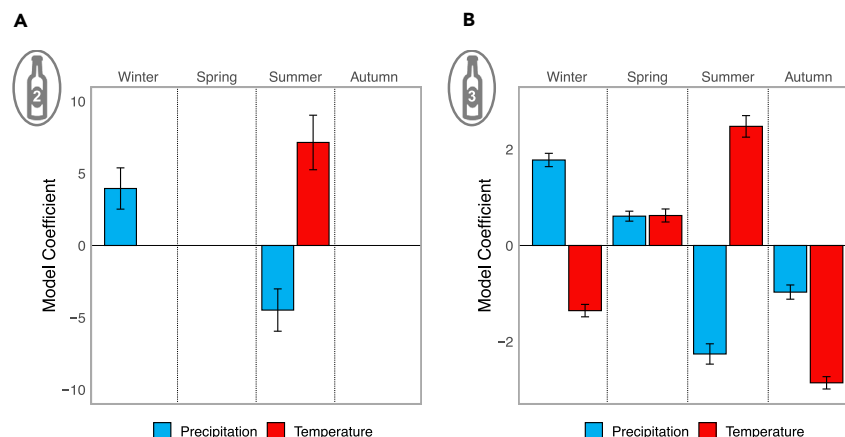 A
2
Winter Spring Summer Autumn
10
5
0
−5
−10
Model Coefficient
Precipitation Temperature
B
3
Winter Spring Summer Autumn
2
0
−2
Model Coefficient
Precipitation Temperature